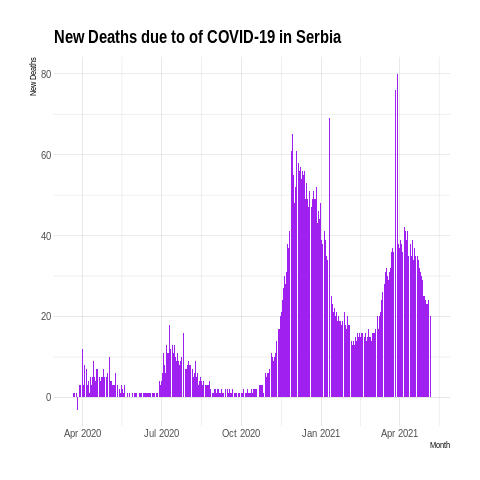 New Deaths due to of COVID-19 in Serbia
New Deaths
80
60
40
20
0
Apr 2020 Jul 2020 Oct 2020 Jan 2021 Apr 2021
Month